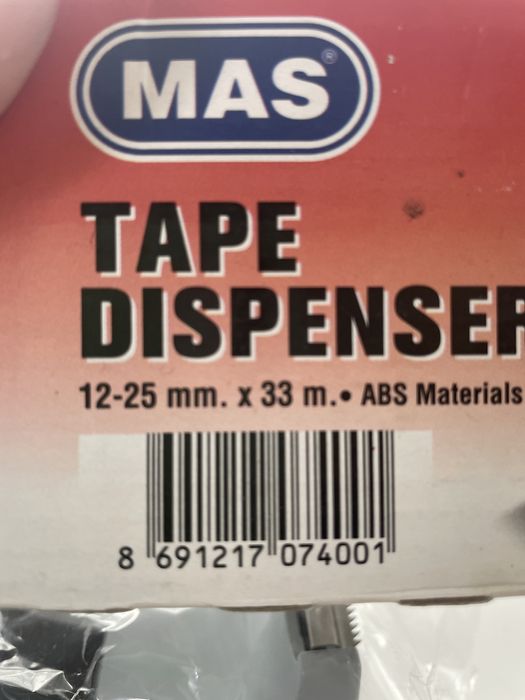 MAS®
TAPE
DISPENSER
12-25 mm. x 33 m.• ABS Materials
8 691217 074001